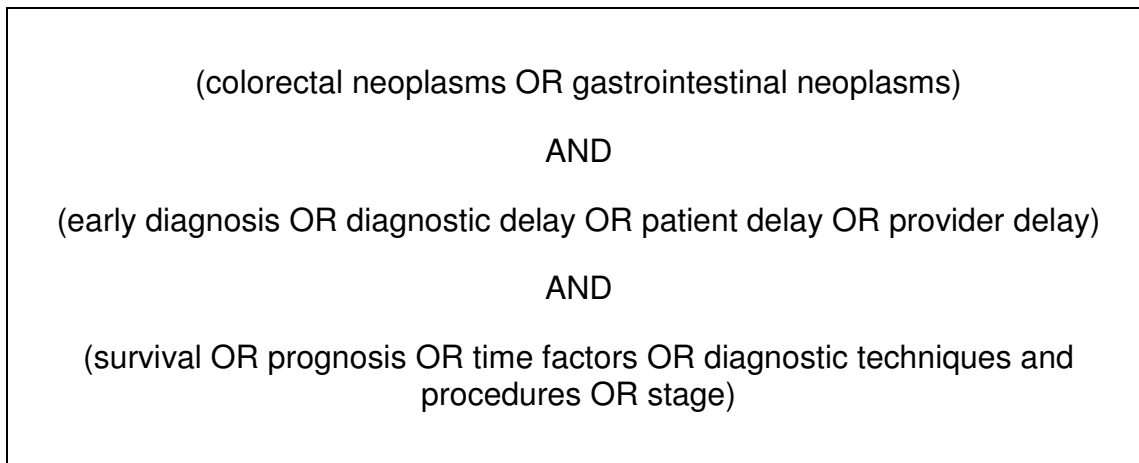 (colorectal neoplasms OR gastrointestinal neoplasms)
AND
(early diagnosis OR diagnostic delay OR patient delay OR provider delay)
AND
(survival OR prognosis OR time factors OR diagnostic techniques and
procedures OR stage)